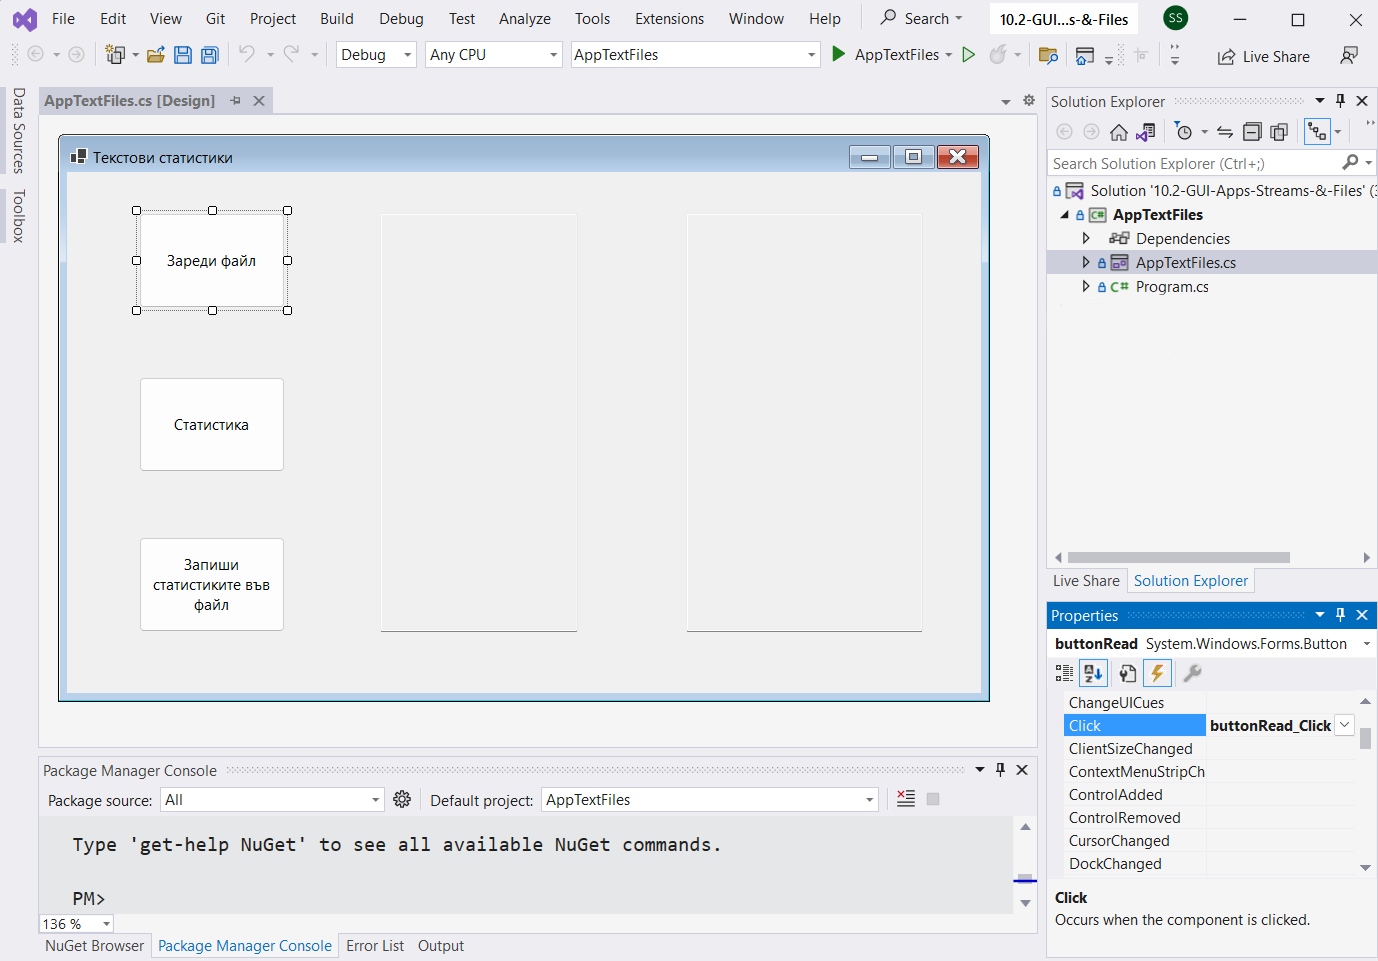 File Edit View Git Project Build Debug Test Analyze Tools Extensions Window Help Search 10.2-GUI...s-&-Files SS
Debug Any CPU AppTextFiles AppTextFiles Live Share
Data Sources
Toolbox
AppTextFiles.cs [Design]
Текстови статистики
Зареди файл
Статистика
Запиши
статистиките във
файл
Package Manager Console
Package source: All Default project: AppTextFiles
Type 'get-help NuGet' to see all available NuGet commands.
PM>
136 %
NuGet Browser Package Manager Console Error List Output
Solution Explorer
Search Solution Explorer (Ctrl+;)
Solution '10.2-GUI-Apps-Streams-&-Files' (
AppTextFiles
Dependencies
AppTextFiles.cs
Program.cs
Live Share Solution Explorer
Properties
buttonRead System.Windows.Forms.Button
ChangeUICues
Click buttonRead_Click
ClientSizeChanged
ContextMenuStripCh
ControlAdded
ControlRemoved
CursorChanged
DockChanged
Click
Occurs when the component is clicked.